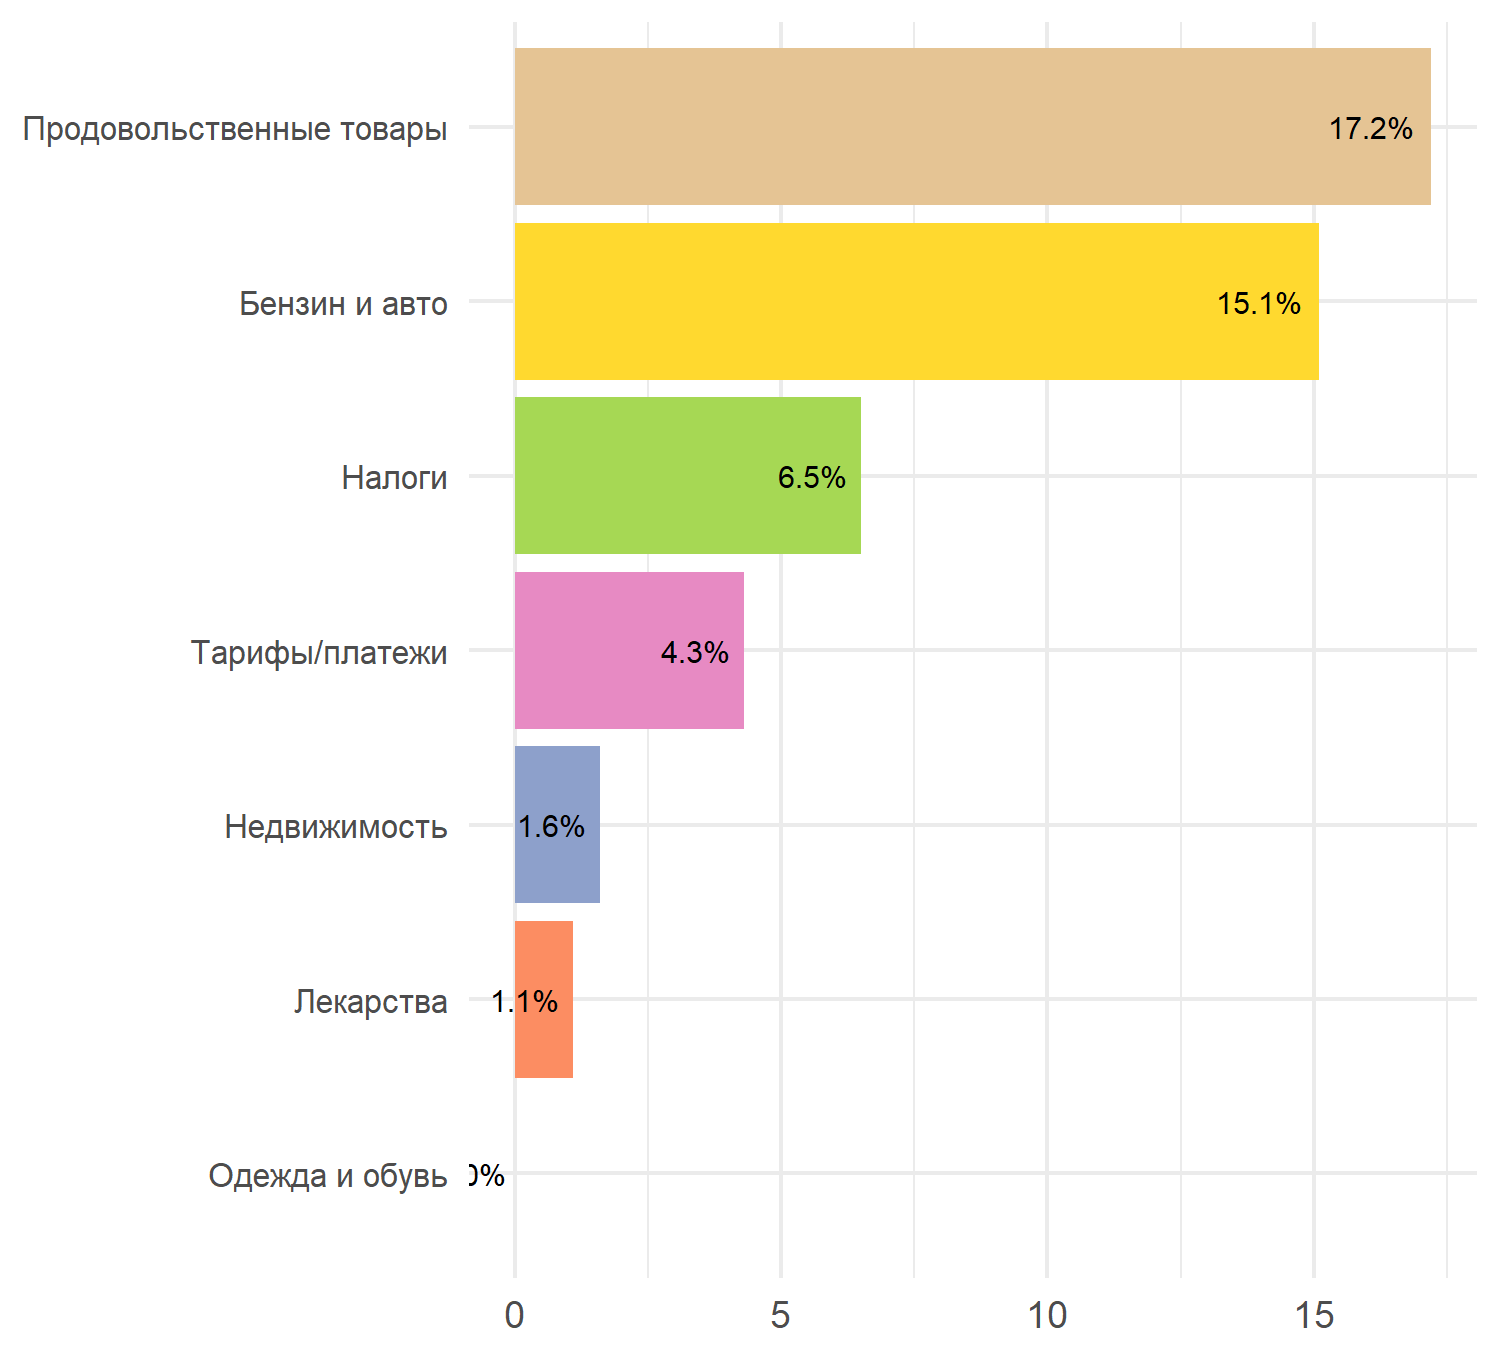 Продовольственные товары
17.2%
Бензин и авто
15.1%
Налоги
6.5%
Тарифы/платежи
4.3%
Недвижимость
1.6%
Лекарства
1.1%
Одежда и обувь
0%
0 5 10 15